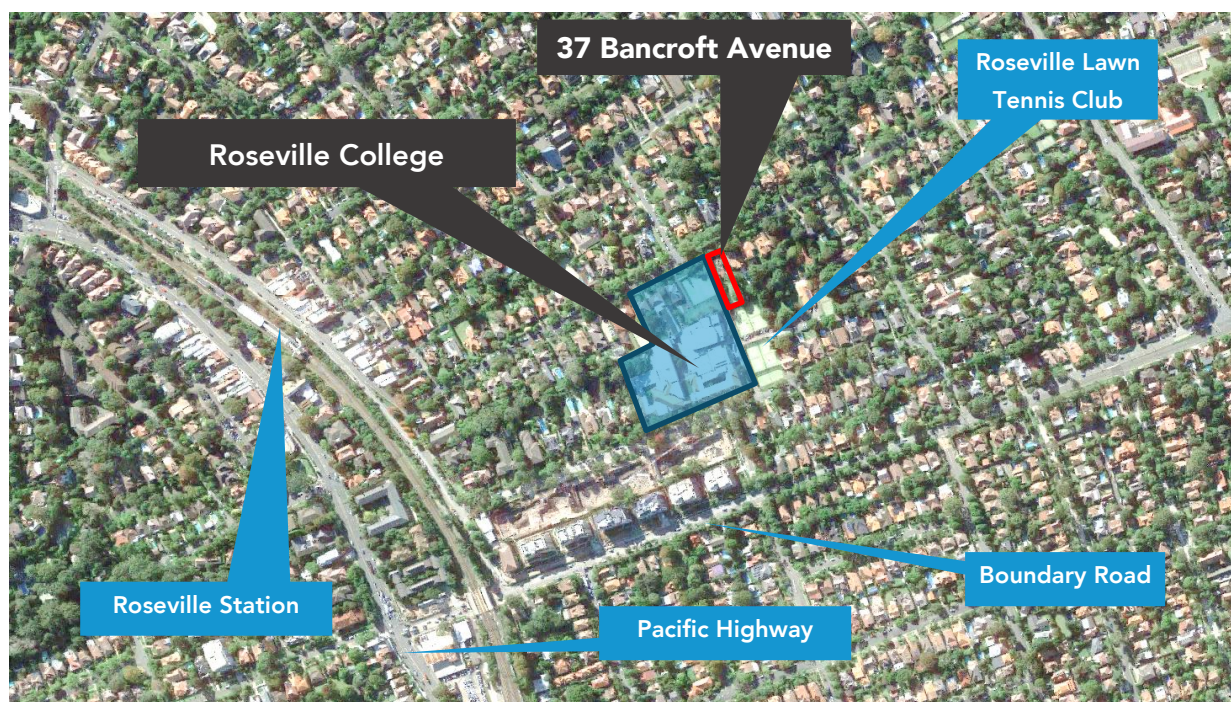 37 Bancroft Avenue
Roseville Lawn
Tennis Club
Roseville College
Roseville Station
Boundary Road
Pacific Highway